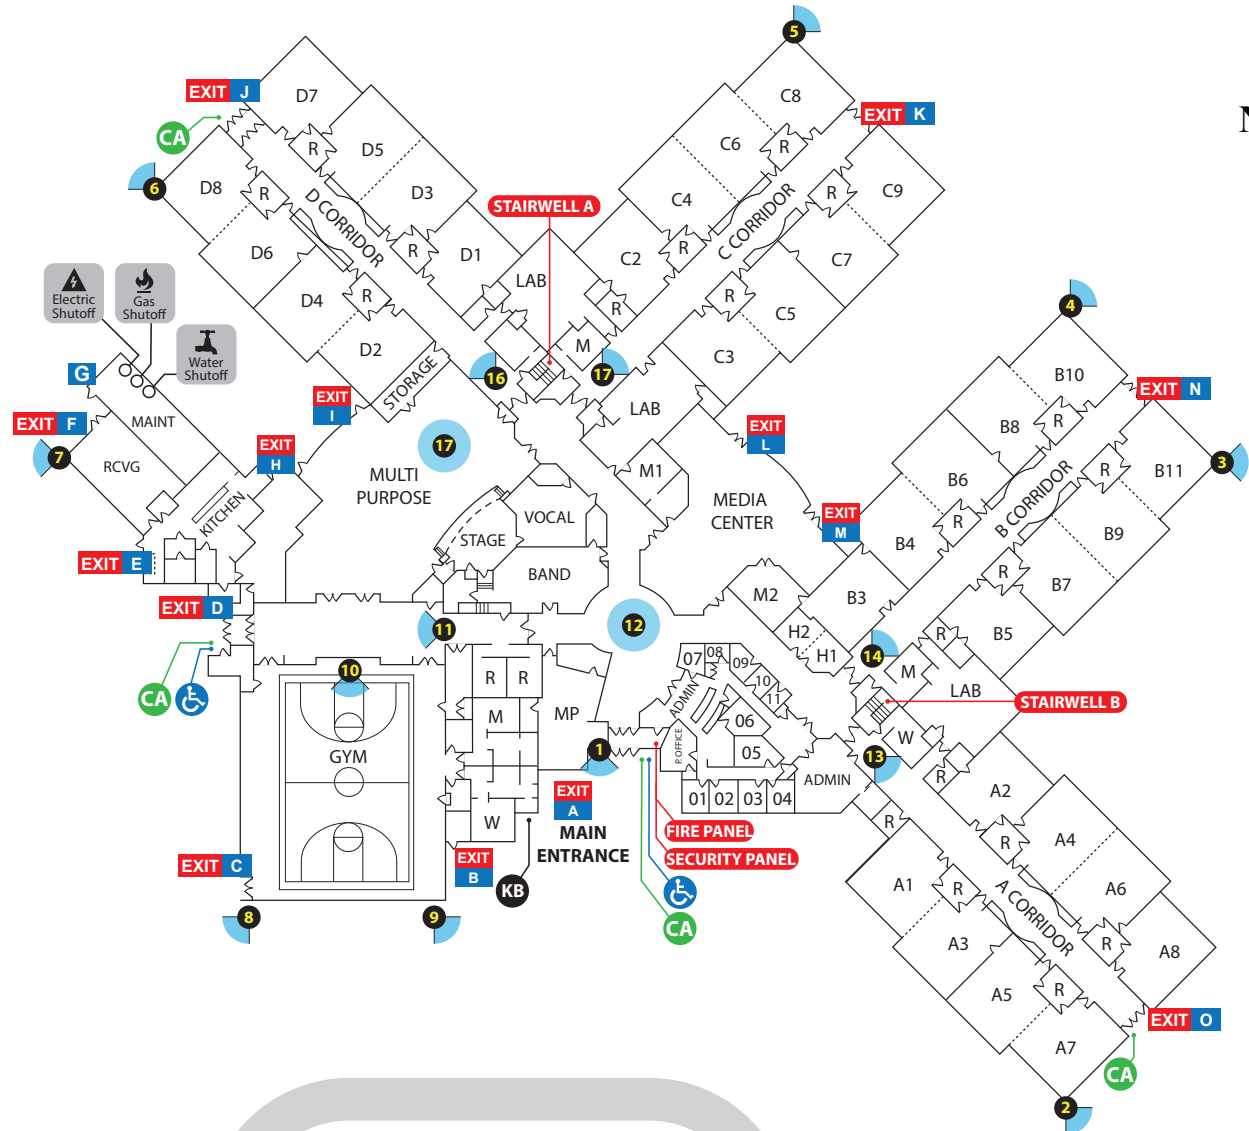 5
EXIT J
D7
C8
EXIT K
N
CA
R
D5
C6
R
6
D8
R
D3
C4
R
C9
D CORRIDOR
STAIRWELL A
C CORRIDOR
D6
R
D1
LAB
C2
R
C7
Electric
Shutoff
Gas
Shutoff
D4
R
R
R
C5
4
Water
Shutoff
D2
M
C3
G
16
17
B10
EXIT N
EXIT
I
STORAGE
LAB
EXIT F
MAINT
EXIT
L
B8
R
7
RCVG
EXIT
H
17
M1
B6
R
B11
3
MULTI
PURPOSE
MEDIA
CENTER
B CORRIDOR
KITCHEN
VOCAL
EXIT
M
R
B9
STAGE
B4
EXIT E
BAND
R
B7
EXIT D
M2
B3
11
12
H2
R
B5
07
08
09
H1
14
10
R
R
10
M
LAB
CA
ADMIN
11
STAIRWELL B
M
MP
06
W
GYM
1
P. OFFICE
05
13
EXIT
A
01
02
03
04
ADMIN
R
A2
W
MAIN
ENTRANCE
FIRE PANEL
R
R
A4
EXIT C
EXIT
B
SECURITY PANEL
A1
R
A6
KB
A CORRIDOR
8
9
CA
A3
R
A8
A5
R
EXIT O
A7
CA
2